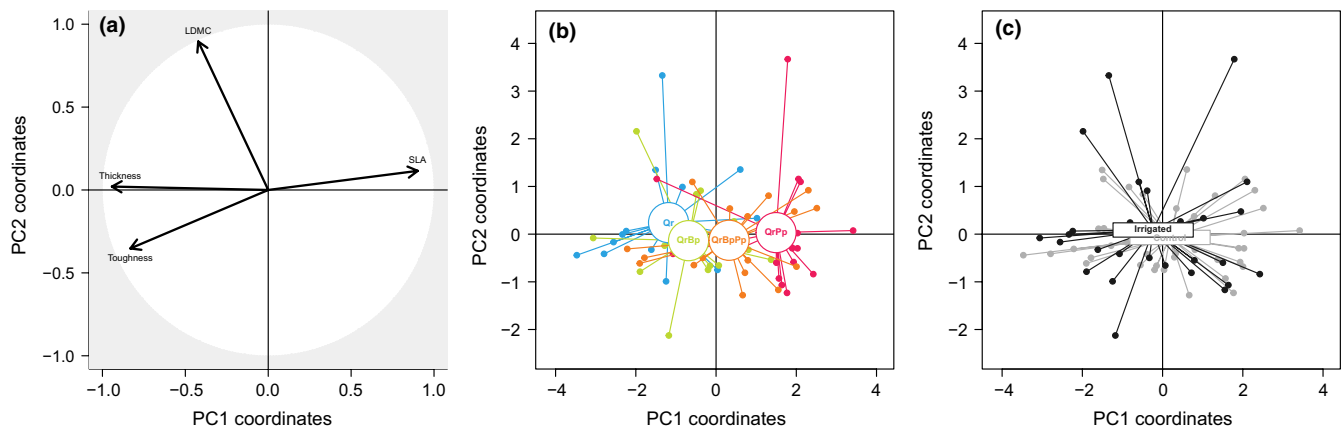 (a)
LDMC
SLA
Thickness
Toughness
1.0
0.5
0.0
−0.5
−1.0
−1.0 −0.5 0.0 0.5 1.0
PC2 coordinates
PC1 coordinates
(b)
Qr
QrBp
QrBpPp
QrPp
4
3
2
1
0
−1
−2
−4 −2 0 2 4
PC2 coordinates
PC1 coordinates
(c)
Irrigated
Control
4
3
2
1
0
−1
−2
−4 −2 0 2 4
PC2 coordinates
PC1 coordinates